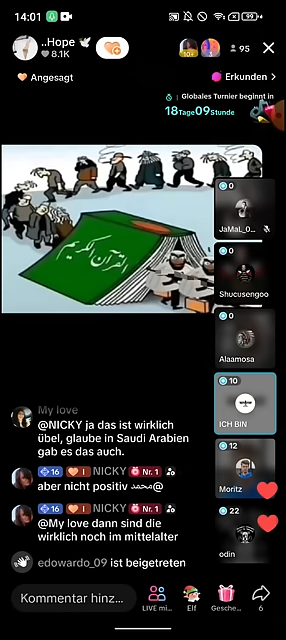 14:01
99
..Hope 🕊
8.1K
10+
3
95
Angesagt
Erkunden >
Globales Turnier beginnt in
18Tage09Stunde
القرآن الكريم
0
JaMaL_0...
0
Shucusengoo
0
Alaamosa
10
ICH BIN
12
Moritz
22
odin
My love
@NICKY ja das ist wirklich
übel, glaube in Saudi Arabien
gab es das auch.
16 I NICKY Nr. 1
aber nicht positiv محمد@
16 I NICKY Nr. 1
@My love dann sind die
wirklich noch im mittelalter
edowardo_09 ist beigetreten
Kommentar hinz...
LIVE mi...
Elf
Gesche...
6